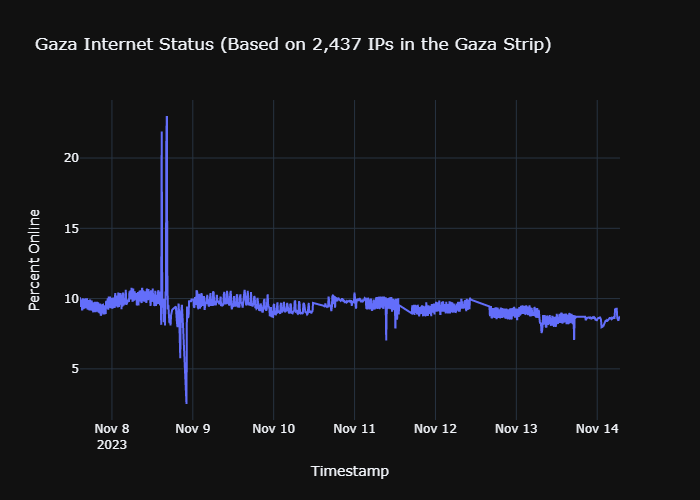 Gaza Internet Status (Based on 2,437 IPs in the Gaza Strip)
20
15
10
5
Percent Online
Nov 8 Nov 9 Nov 10 Nov 11 Nov 12 Nov 13 Nov 14
2023
Timestamp